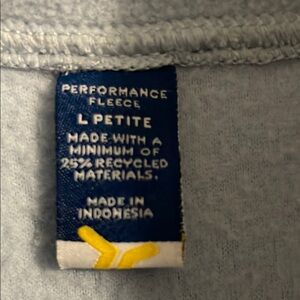 PERFORMANCE
FLEECE
L PETITE
MADE WITH A
MINIMUM OF
25% RECYCLED
MATERIALS.
MADE IN
INDONESIA